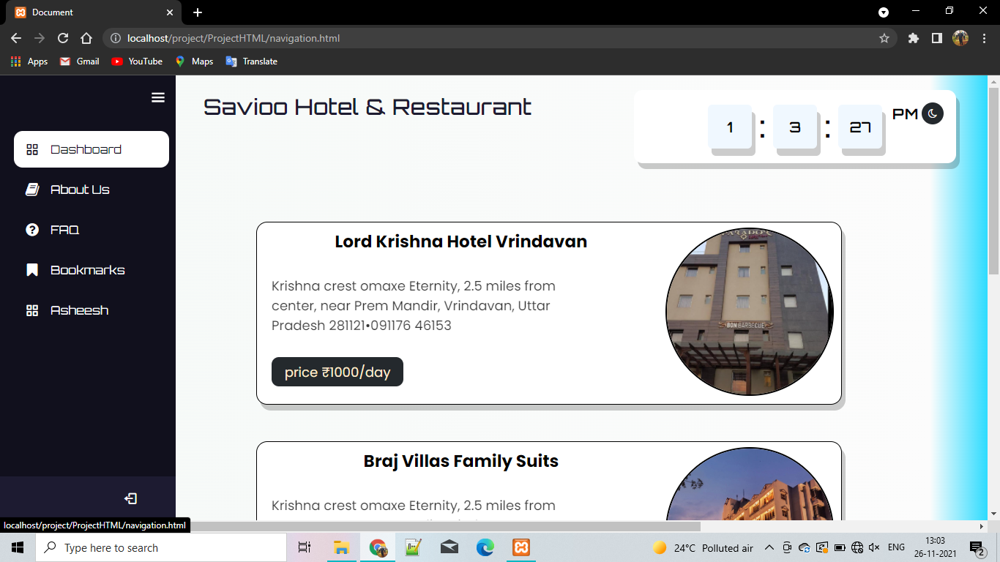 Document
localhost/project/ProjectHTML/navigation.html
Apps
Gmail
YouTube
Maps
Translate
Savioo Hotel & Restaurant
1 : 3 : 27 PM
Dashboard
About Us
FAQ
Bookmarks
Asheesh
Lord Krishna Hotel Vrindavan
Krishna crest omaxe Eternity, 2.5 miles from
center, near Prem Mandir, Vrindavan, Uttar
Pradesh 281121•091176 46153
price ₹1000/day
BON BARBECUE
Braj Villas Family Suits
Krishna crest omaxe Eternity, 2.5 miles from
localhost/project/ProjectHTML/navigation.html
Type here to search
24°C Polluted air
ENG
13:03
26-11-2021
2